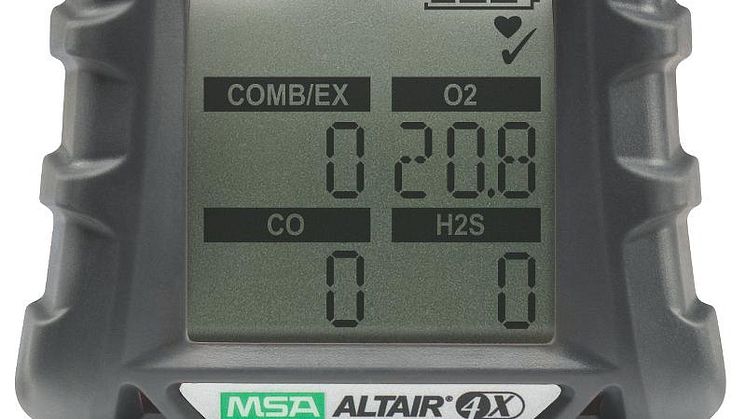 COMB/EX O2
0 20.8
CO H2S
0 0
MSA ALTAIR® 4X